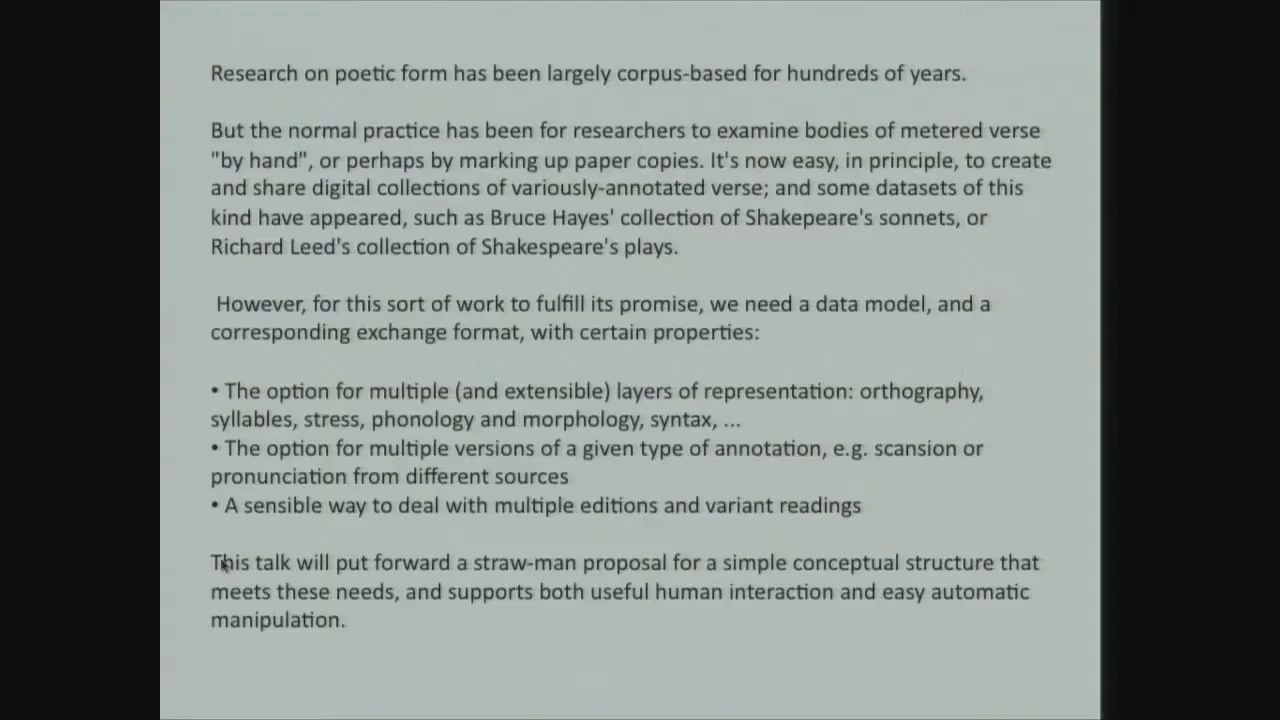 Research on poetic form has been largely corpus-based for hundreds of years.
But the normal practice has been for researchers to examine bodies of metered verse
"by hand", or perhaps by marking up paper copies. It's now easy, in principle, to create
and share digital collections of variously-annotated verse; and some datasets of this
kind have appeared, such as Bruce Hayes' collection of Shakepeare's sonnets, or
Richard Leed's collection of Shakespeare's plays.
However, for this sort of work to fulfill its promise, we need a data model, and a
corresponding exchange format, with certain properties:
• The option for multiple (and extensible) layers of representation: orthography,
syllables, stress, phonology and morphology, syntax, ...
• The option for multiple versions of a given type of annotation, e.g. scansion or
pronunciation from different sources
• A sensible way to deal with multiple editions and variant readings
This talk will put forward a straw-man proposal for a simple conceptual structure that
meets these needs, and supports both useful human interaction and easy automatic
manipulation.